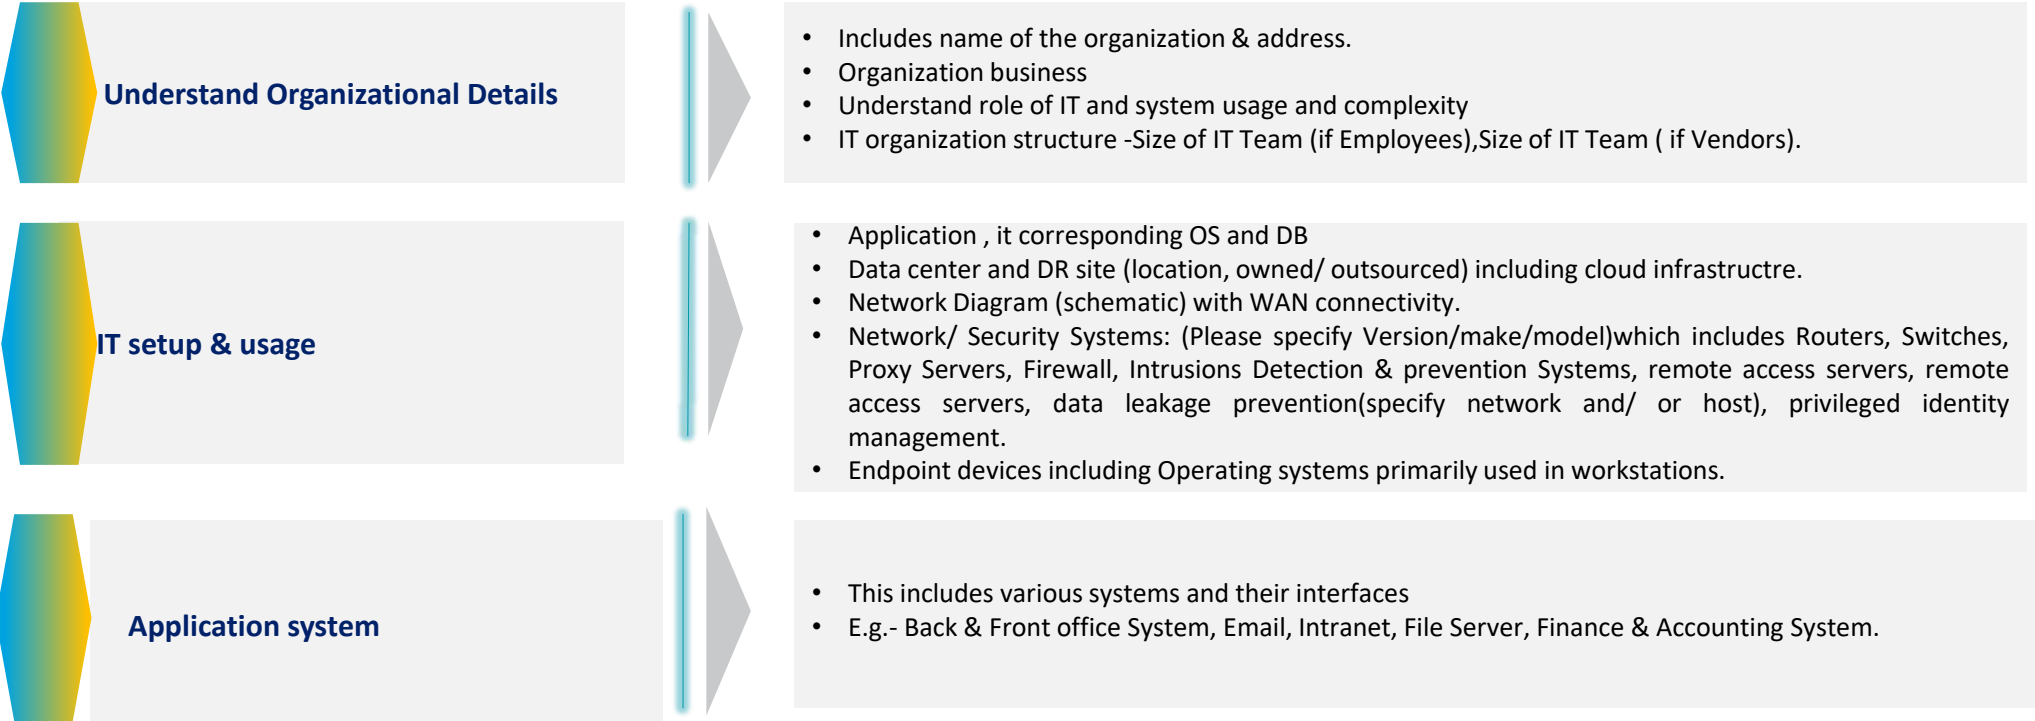 Understand Organizational Details
• Includes name of the organization & address.
• Organization business
• Understand role of IT and system usage and complexity
• IT organization structure -Size of IT Team (if Employees),Size of IT Team ( if Vendors).
IT setup & usage
• Application , it corresponding OS and DB
• Data center and DR site (location, owned/ outsourced) including cloud infrastructre.
• Network Diagram (schematic) with WAN connectivity.
• Network/ Security Systems: (Please specify Version/make/model)which includes Routers, Switches,
Proxy Servers, Firewall, Intrusions Detection & prevention Systems, remote access servers, remote
access servers, data leakage prevention(specify network and/ or host), privileged identity
management.
• Endpoint devices including Operating systems primarily used in workstations.
Application system
• This includes various systems and their interfaces
• E.g.- Back & Front office System, Email, Intranet, File Server, Finance & Accounting System.